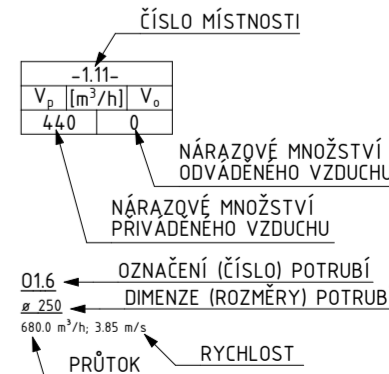 ČÍSLO MÍSTNOSTI
-1.11-
Vp [m³/h] Vo
440 0
NÁRAZOVÉ MNOŽSTVÍ
ODVÁDĚNÉHO VZDUCHU
NÁRAZOVÉ MNOŽSTVÍ
PŘIVÁDĚNÉHO VZDUCHU
01.6 OZNAČENÍ (ČÍSLO) POTRUBÍ
ø 250 DIMENZE (ROZMĚRY) POTRUB
680.0 m³/h; 3.85 m/s
PRŮTOK RYCHLOST